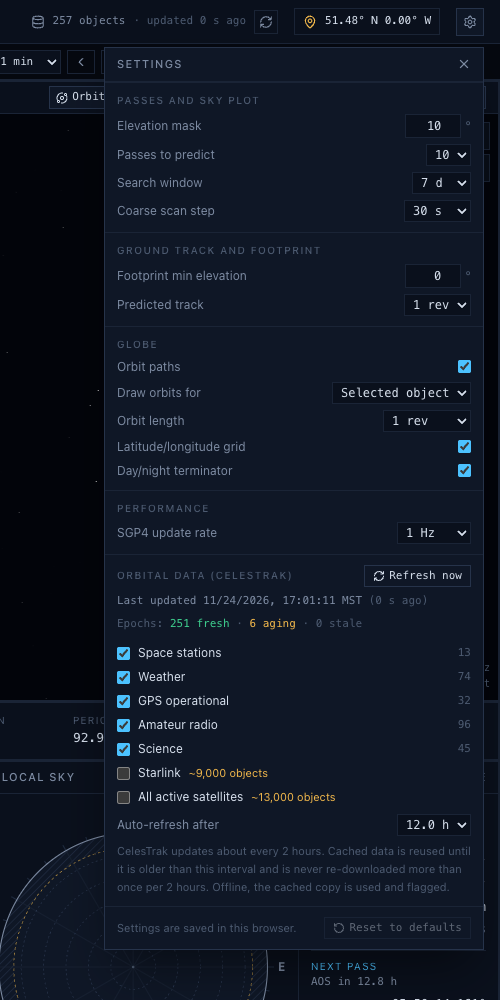 257 objects · updated 0 s ago
51.48° N 0.00° W
1 min
Orbit
SETTINGS
PASSES AND SKY PLOT
Elevation mask 10 °
Passes to predict 10
Search window 7 d
Coarse scan step 30 s
GROUND TRACK AND FOOTPRINT
Footprint min elevation 0 °
Predicted track 1 rev
GLOBE
Orbit paths
Draw orbits for Selected object
Orbit length 1 rev
Latitude/longitude grid
Day/night terminator
PERFORMANCE
SGP4 update rate 1 Hz
ORBITAL DATA (CELESTRAK) Refresh now
Last updated 11/24/2026, 17:01:11 MST (0 s ago)
Epochs: 251 fresh · 6 aging · 0 stale
Space stations 13
Weather 74
GPS operational 32
Amateur radio 96
Science 45
Starlink ~9,000 objects
All active satellites ~13,000 objects
Auto-refresh after 12.0 h
CelesTrak updates about every 2 hours. Cached data is reused until
it is older than this interval and is never re-downloaded more than
once per 2 hours. Offline, the cached copy is used and flagged.
Settings are saved in this browser. Reset to defaults
PERIO
92.9
LOCAL SKY
E
NEXT PASS
AOS in 12.8 h